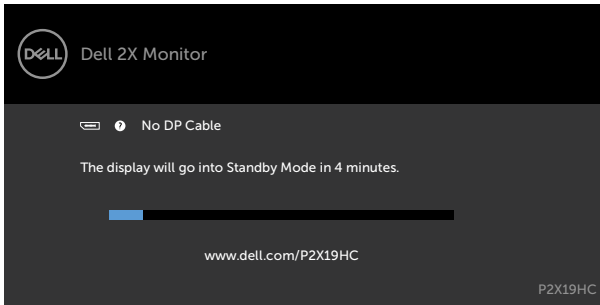 DELL
Dell 2X Monitor
? No DP Cable
The display will go into Standby Mode in 4 minutes.
www.dell.com/P2X19HC
P2X19HC